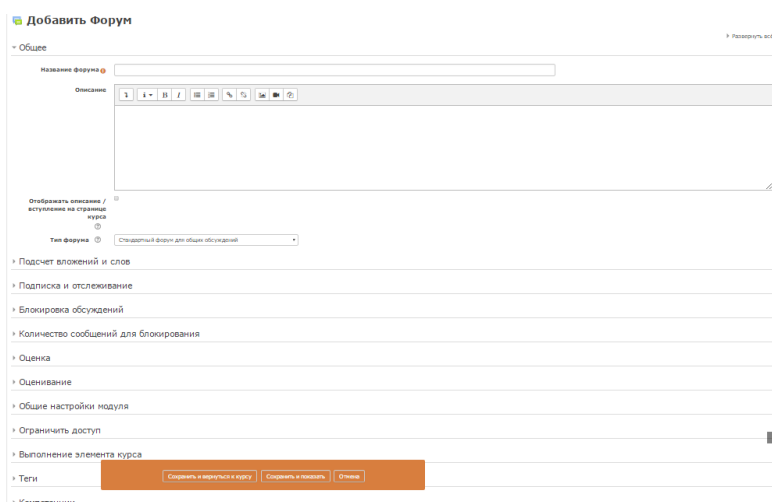 Добавить Форум
Развернуть всё
Общее
Название форума
Описание
Отображать описание /
вступление на странице
курса
Тип форума
Стандартный форум для общих обсуждений
Подсчет вложений и слов
Подписка и отслеживание
Блокировка обсуждений
Количество сообщений для блокирования
Оценка
Оценивание
Общие настройки модуля
Ограничить доступ
Выполнение элемента курса
Теги
Сохранить и вернуться к курсу Сохранить и показать Отмена